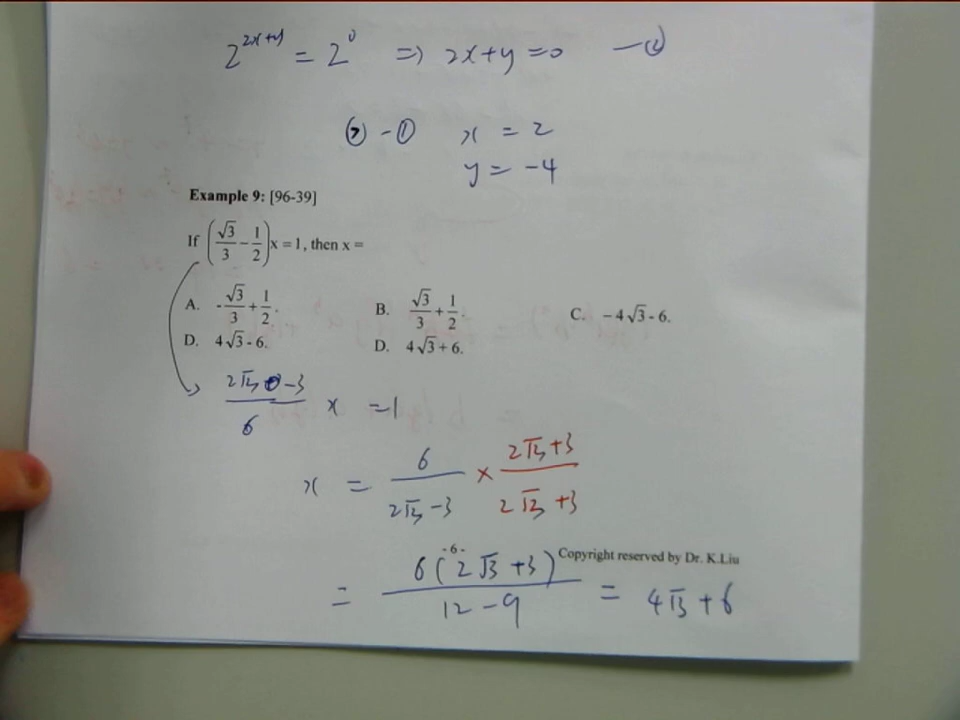 2^(2x+y) = 2^0 ⇒ 2x+y=0 —②
②-① x = 2
y = -4
Example 9: [96-39]
If (√3/3 - 1/2)x = 1, then x =
A. -√3/3 + 1/2. B. √3/3 + 1/2. C. -4√3 - 6.
D. 4√3 - 6. D. 4√3 + 6.
(2√3 - 3)/6 x = 1
x = 6/(2√3 - 3) × (2√3 + 3)/(2√3 + 3)
-6-
Copyright reserved by Dr. K.Liu
= 6(2√3 + 3)/(12 - 9) = 4√3 + 6